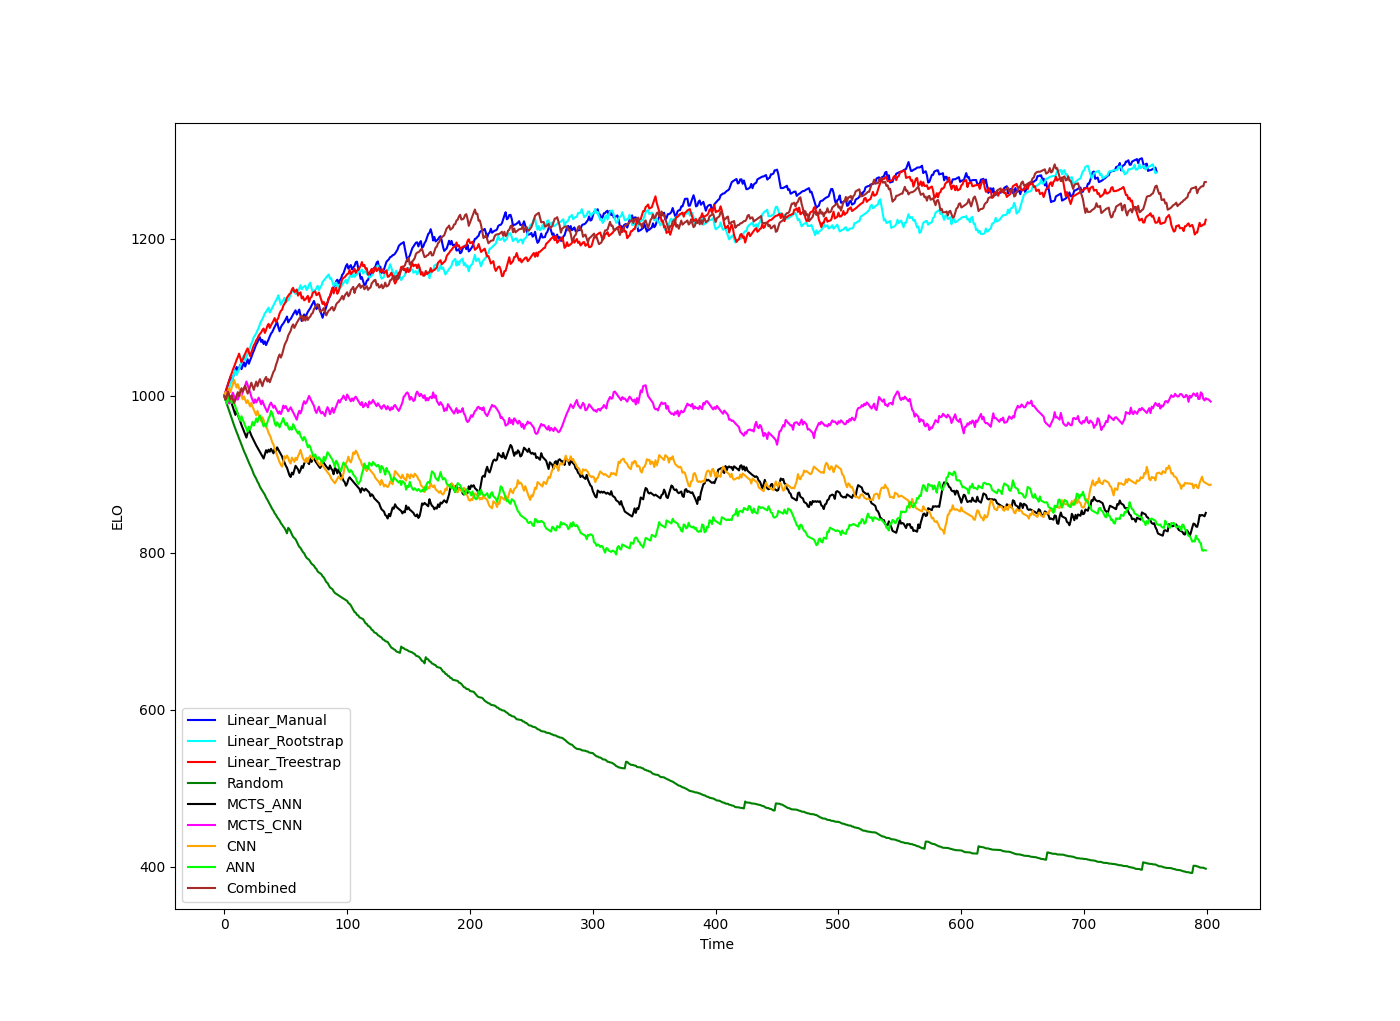 1200
1000
800
600
400
ELO
Linear_Manual
Linear_Rootstrap
Linear_Treestrap
Random
MCTS_ANN
MCTS_CNN
CNN
ANN
Combined
0 100 200 300 400 500 600 700 800
Time